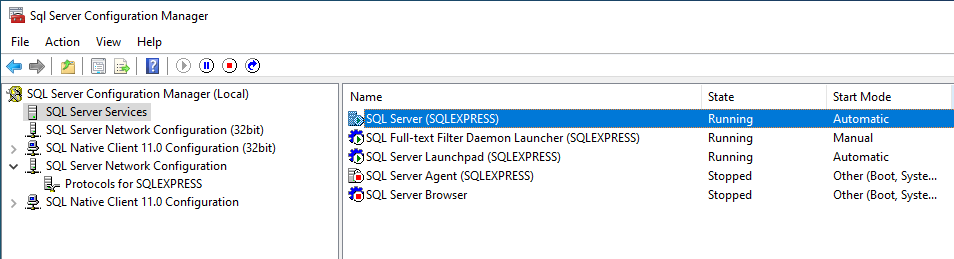 Sql Server Configuration Manager
File Action View Help
SQL Server Configuration Manager (Local)
SQL Server Services
SQL Server Network Configuration (32bit)
SQL Native Client 11.0 Configuration (32bit)
SQL Server Network Configuration
Protocols for SQLEXPRESS
SQL Native Client 11.0 Configuration
Name State Start Mode
SQL Server (SQLEXPRESS) Running Automatic
SQL Full-text Filter Daemon Launcher (SQLEXPRESS) Running Manual
SQL Server Launchpad (SQLEXPRESS) Running Automatic
SQL Server Agent (SQLEXPRESS) Stopped Other (Boot, Syste...
SQL Server Browser Stopped Other (Boot, Syste...